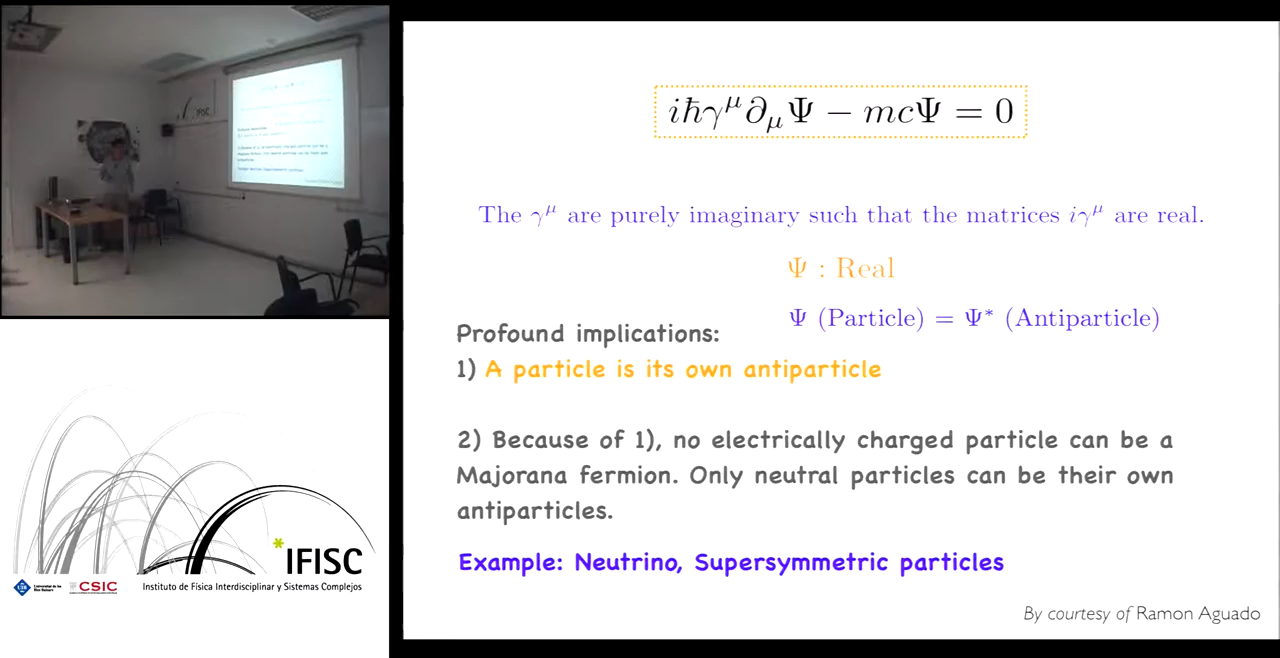 iħγ^μ ∂_μ Ψ − mcΨ = 0
The γ^μ are purely imaginary such that the matrices iγ^μ are real.
Ψ : Real
Ψ (Particle) = Ψ* (Antiparticle)
Profound implications:
1) A particle is its own antiparticle
2) Because of 1), no electrically charged particle can be a
Majorana fermion. Only neutral particles can be their own
antiparticles.
Example: Neutrino, Supersymmetric particles
By courtesy of Ramon Aguado
IFISC
*IFISC
CSIC
Instituto de Física Interdisciplinar y Sistemas Complejos